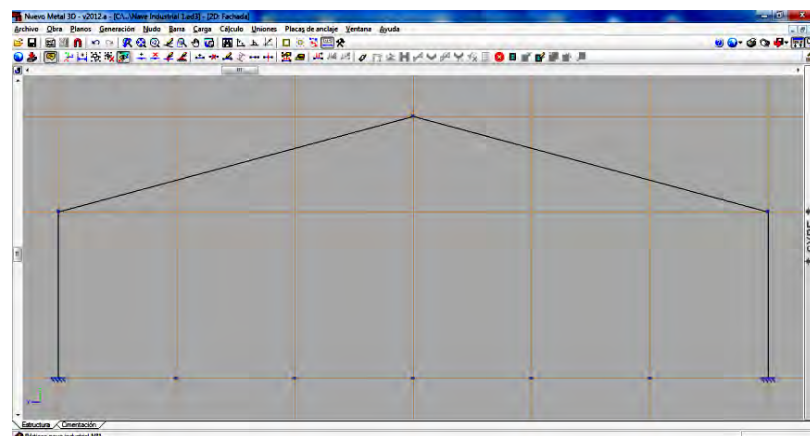 Nuevo Metal 3D - v2012.a - [C:\...\Nave Industrial 1.ed3] - [2D: Fachada]
Archivo Obra Planos Generación Nudo Barra Carga Cálculo Uniones Placas de anclaje Ventana Ayuda
CYPE
Estructura Cimentación